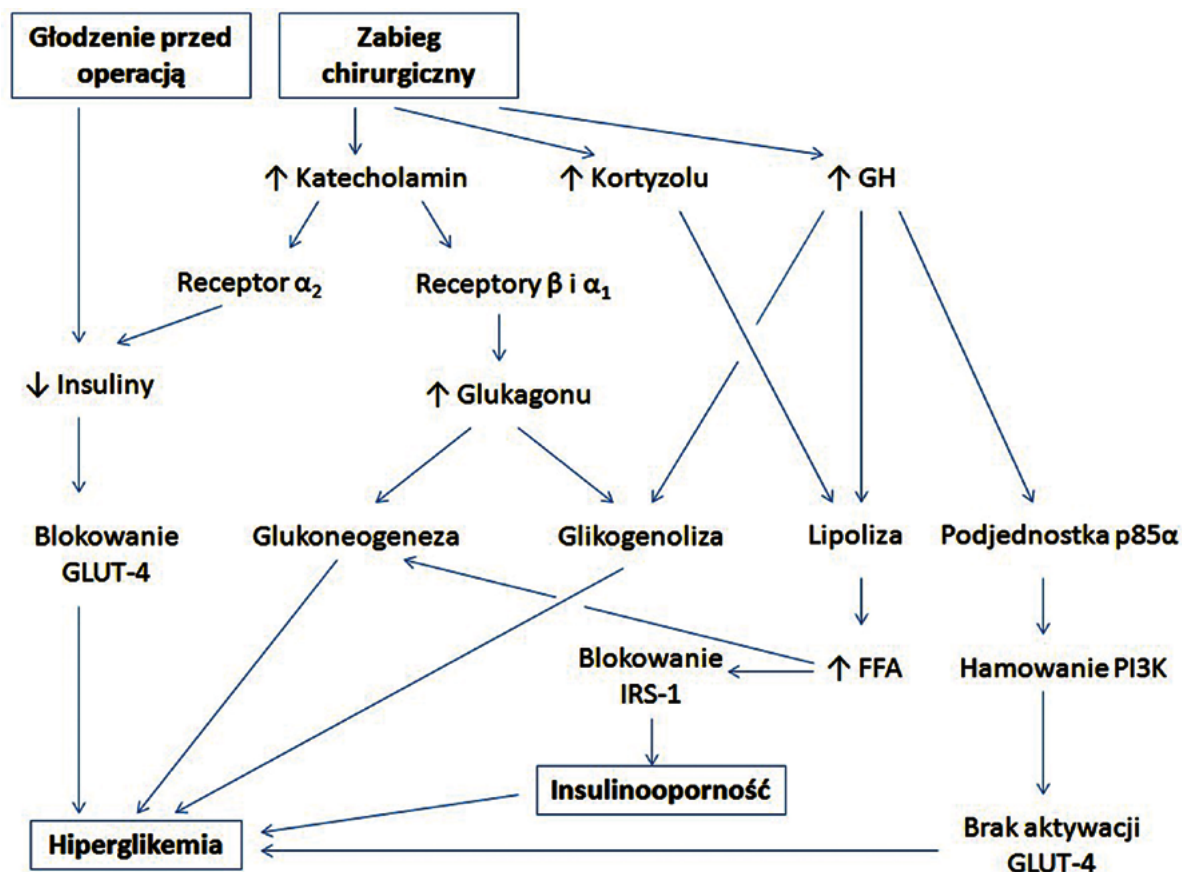 Głodzenie przed
operacją
Zabieg
chirurgiczny
↑ Katecholamin
↑ Kortyzolu
↑ GH
Receptor α₂
Receptory β i α₁
↓ Insuliny
↑ Glukagonu
Blokowanie
GLUT-4
Glukoneogeneza
Glikogenoliza
Lipoliza
Podjednostka p85α
Blokowanie
IRS-1
↑ FFA
Hamowanie PI3K
Insulinooporność
Hiperglikemia
Brak aktywacji
GLUT-4